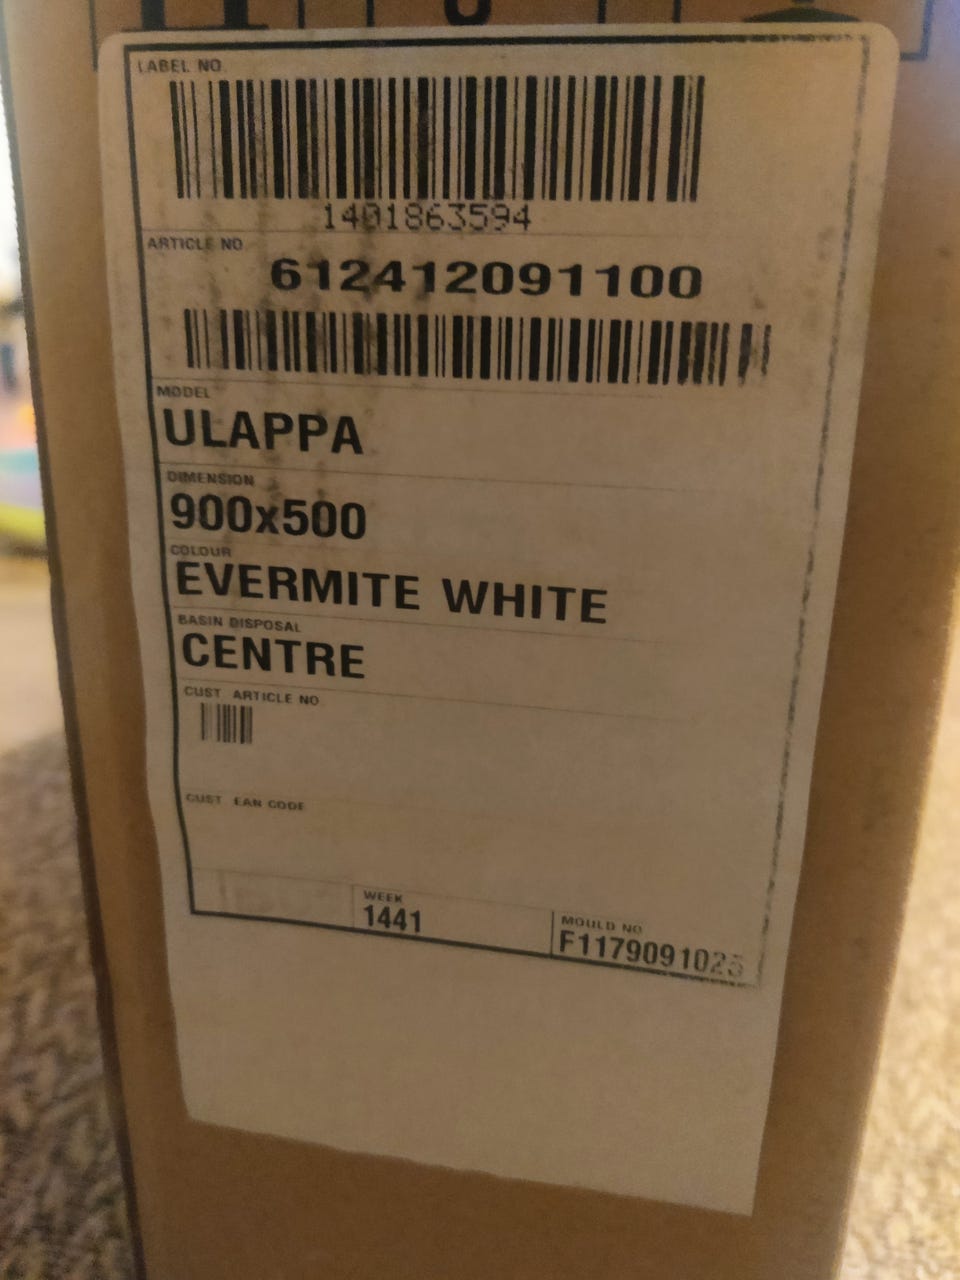 LABEL NO.
1401863594
ARTICLE NO.
612412091100
MODEL
ULAPPA
DIMENSION
900x500
COLOUR
EVERMITE WHITE
BASIN DISPOSAL
CENTRE
CUST ARTICLE NO
CUST EAN CODE
WEEK
1441
MOULD NO
F1179091025